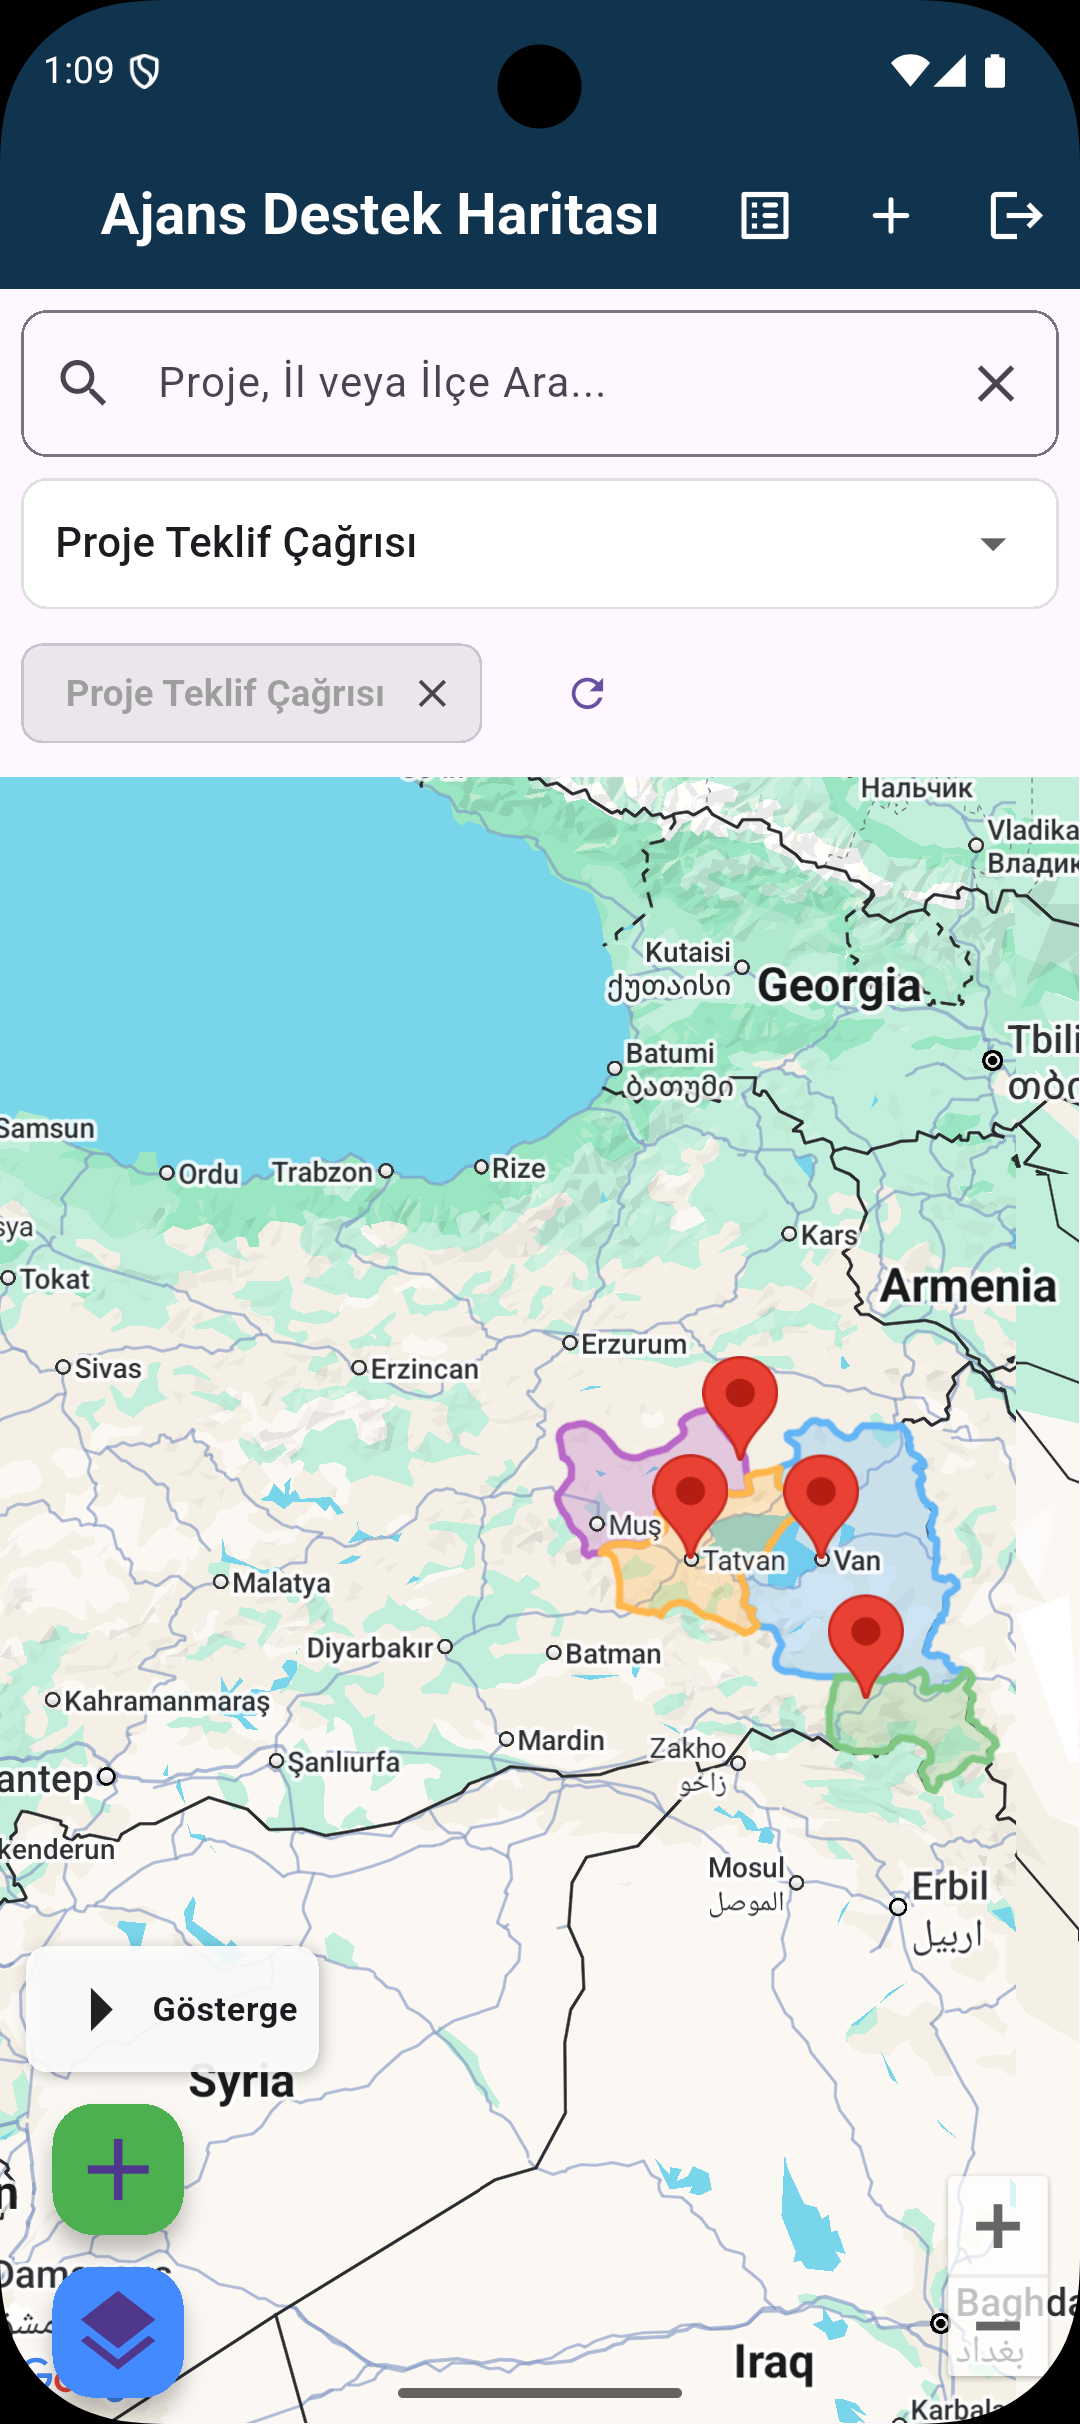 1:09
Ajans Destek Haritası
Proje, İl veya İlçe Ara...
Proje Teklif Çağrısı
Proje Teklif Çağrısı
Нальчик
Vladika
Владик
Kutaisi
ქუთაისი
Georgia
Batumi
ბათუმი
Tbili
თბი
Samsun
Ordu
Trabzon
Rize
sya
Kars
Tokat
Armenia
Erzurum
Sivas
Erzincan
Muş
Tatvan
Van
Malatya
Diyarbakır
Batman
Kahramanmaraş
Mardin
Zakho
زاخو
Şanlıurfa
antep
kenderun
Mosul
الموصل
Erbil
اربيل
Gösterge
Syria
n
Baghda
بغداد
Iraq
Karbala